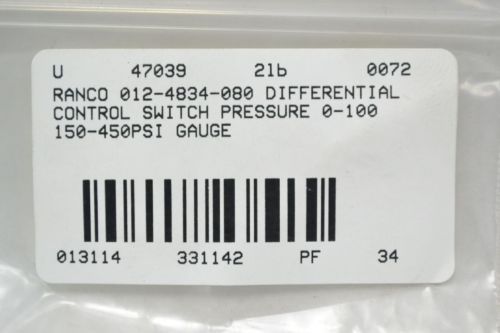 U 47039 2lb 0072
RANCO 012-4834-080 DIFFERENTIAL
CONTROL SWITCH PRESSURE 0-100
150-450PSI GAUGE
013114 331142 PF 34